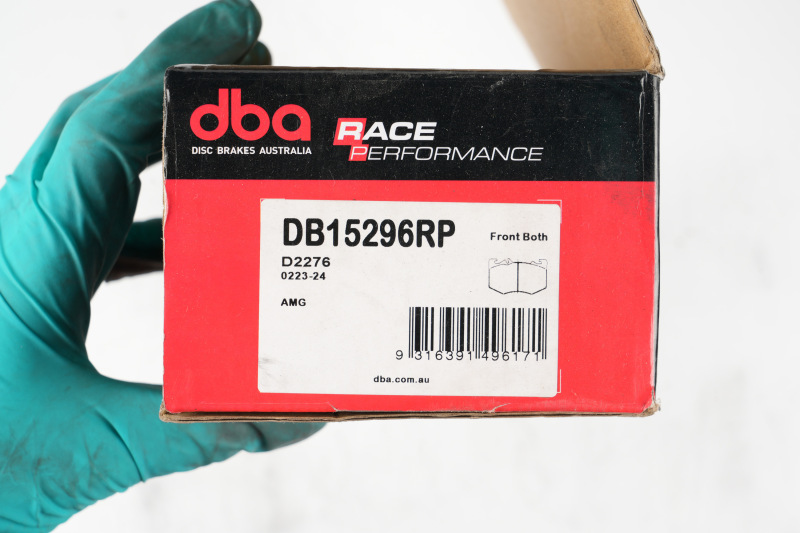 dba
DISC BRAKES AUSTRALIA
RACE
PERFORMANCE
DB15296RP
Front Both
D2276
0223-24
AMG
9 316391 496171
dba.com.au